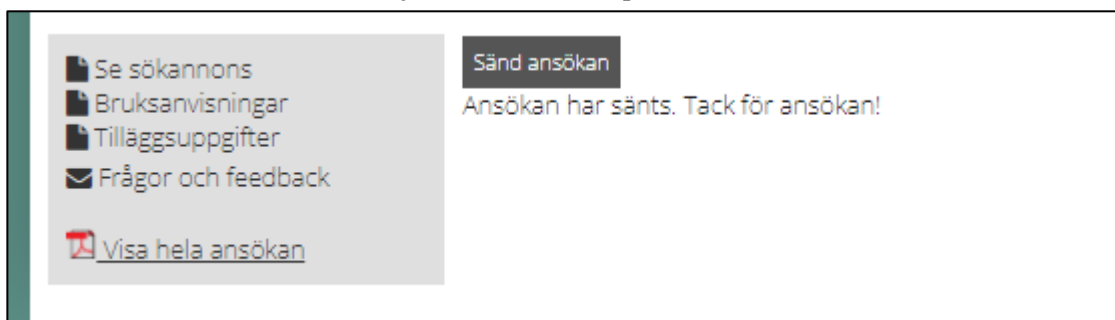 Se sökannons
Bruksanvisningar
Tilläggsuppgifter
Frågor och feedback
Visa hela ansökan
Sänd ansökan
Ansökan har sänts. Tack för ansökan!